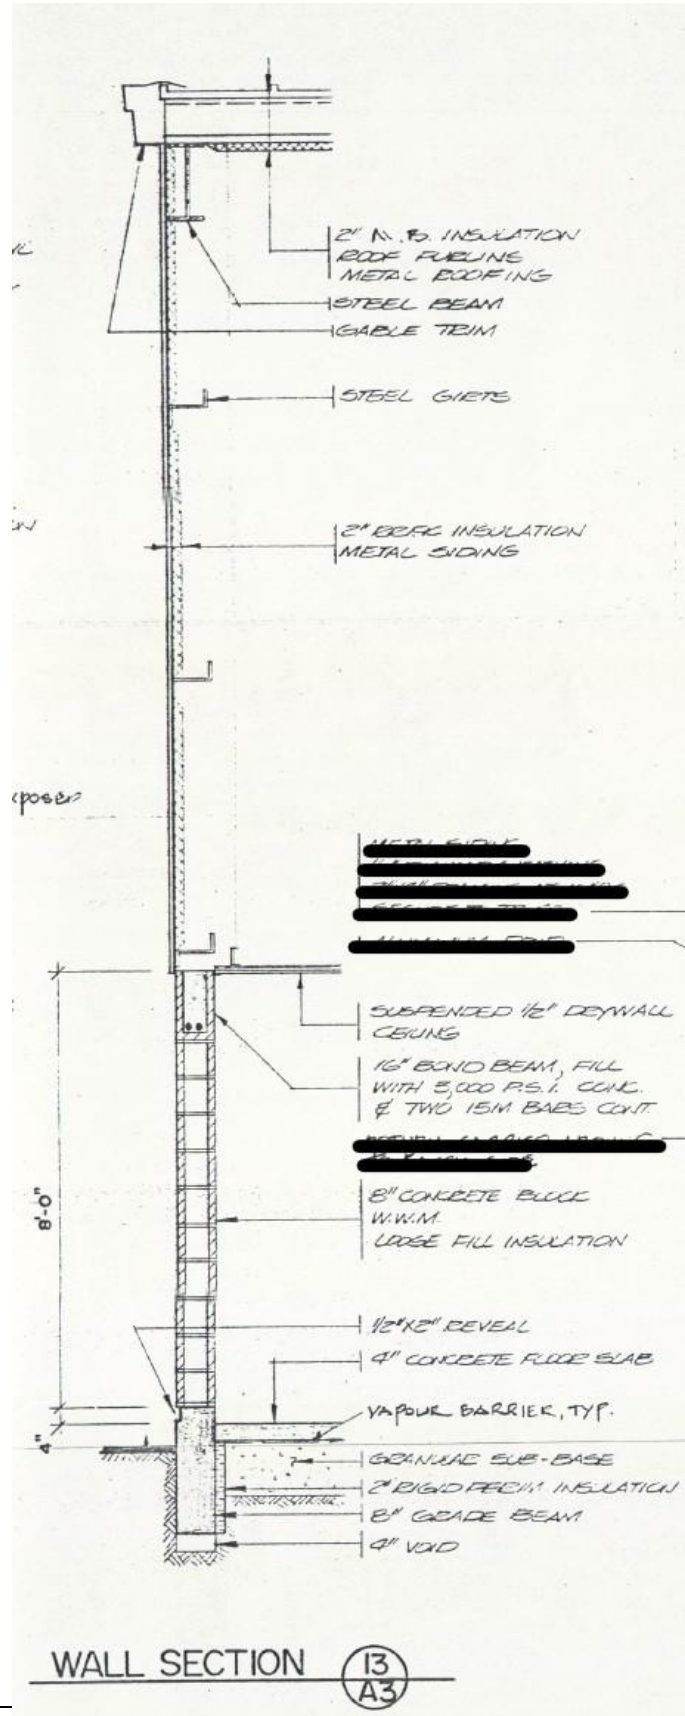 2" M.B. INSULATION
ROOF PURLINS
METAL ROOFING
STEEL BEAM
GABLE TRIM
STEEL GIRTS
2" INSULATION
METAL SIDING
XPOSED
SUSPENDED 1/2" DRYWALL
CEILING
16" BOND BEAM, FILL
WITH 3,000 P.S.I. CONC.
& TWO 15M BARS CONT.
8'-0"
8" CONCRETE BLOCK
W.W.M.
LOOSE FILL INSULATION
1/2"X2" REVEAL
4" CONCRETE FLOOR SLAB
VAPOUR BARRIER, TYP.
4"
GRANULAR SUB-BASE
2" RIGID PERIM INSULATION
8" GRADE BEAM
4" VOID
WALL SECTION
13
A3